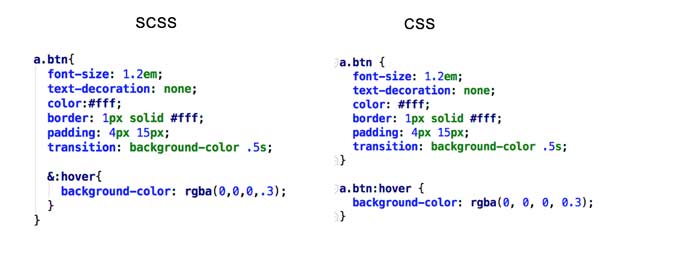 SCSS
a.btn{
font-size: 1.2em;
text-decoration: none;
color:#fff;
border: 1px solid #fff;
padding: 4px 15px;
transition: background-color .5s;
&:hover{
background-color: rgba(0,0,0,.3);
}
}
CSS
a.btn {
font-size: 1.2em;
text-decoration: none;
color: #fff;
border: 1px solid #fff;
padding: 4px 15px;
transition: background-color .5s;
}
a.btn:hover {
background-color: rgba(0, 0, 0, 0.3);
}